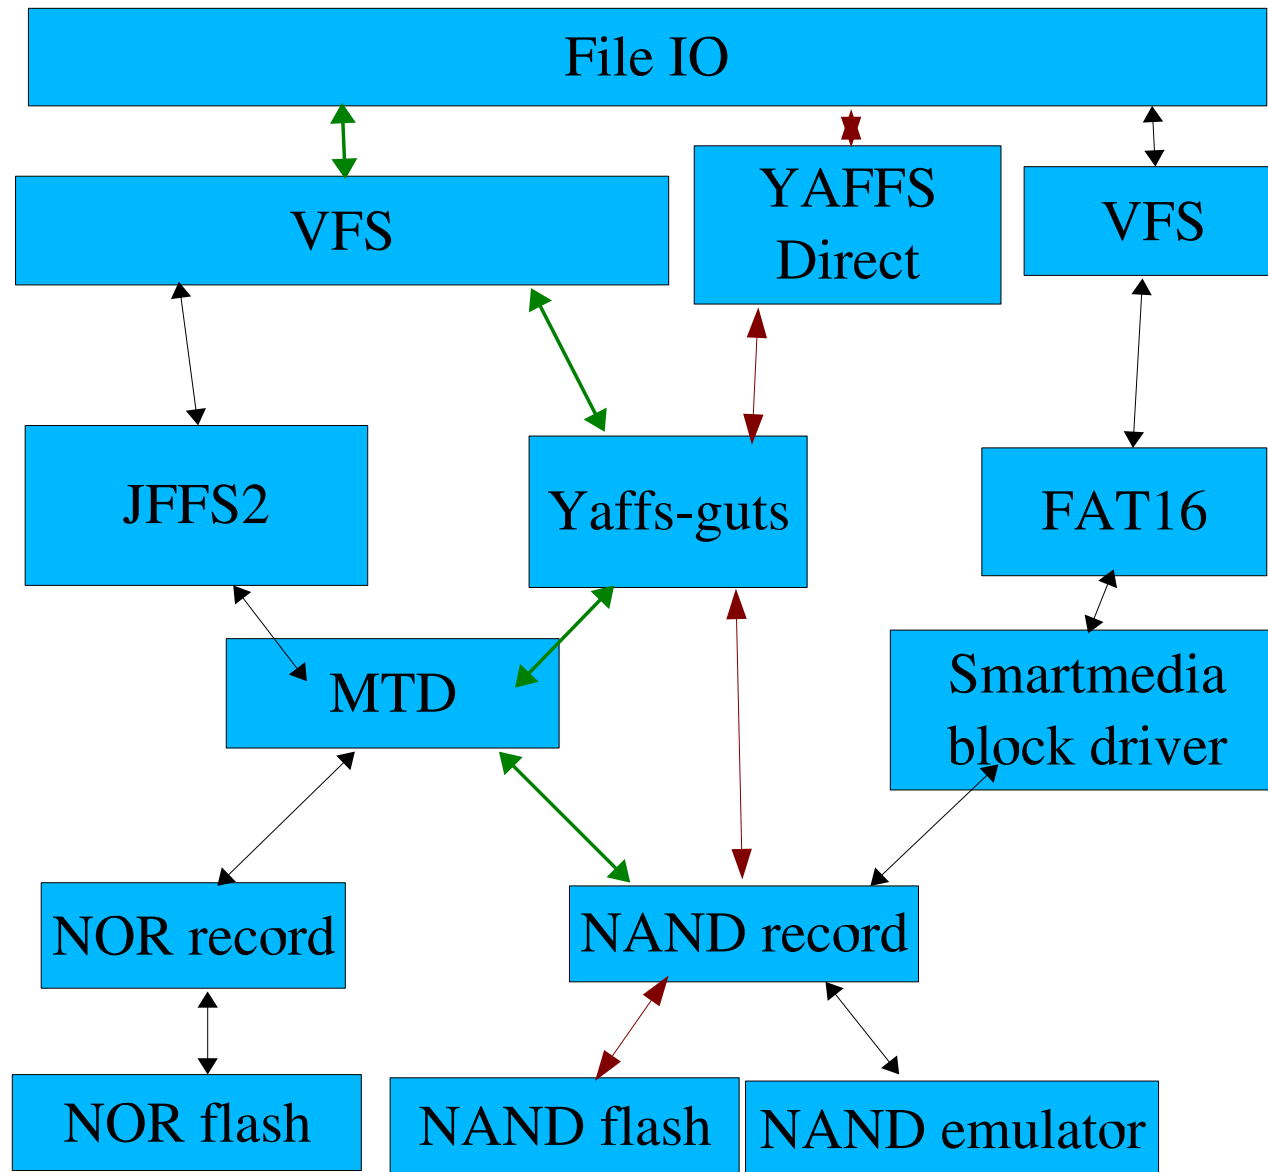 File IO
VFS
YAFFS
Direct
VFS
JFFS2
Yaffs-guts
FAT16
MTD
Smartmedia
block driver
NOR record
NAND record
NOR flash
NAND flash
NAND emulator